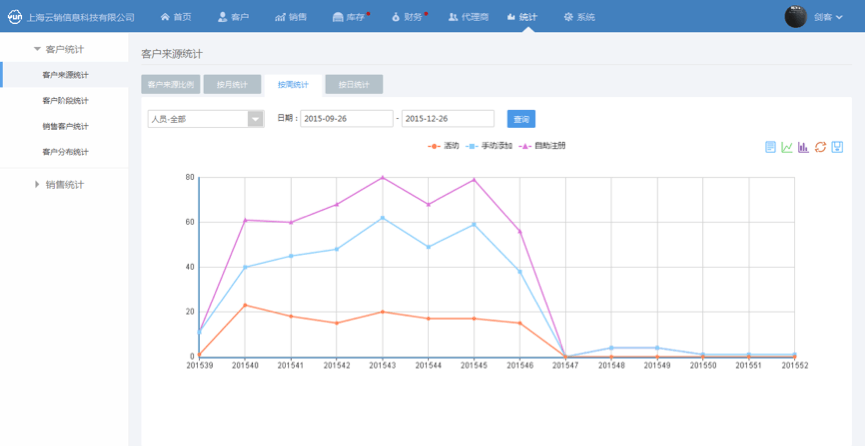 上海云销信息科技有限公司 首页 客户 销售 库存 财务 代理商 统计 系统 剑客
客户统计
客户来源统计
客户阶段统计
销售客户统计
客户分布统计
销售统计
客户来源统计
客户来源比例 按月统计 按周统计 按日统计
人员-全部 日期：2015-09-26 - 2015-12-26 查询
活动 手动添加 自助注册
80
60
40
20
0
201539 201540 201541 201542 201543 201544 201545 201546 201547 201548 201549 201550 201551 201552